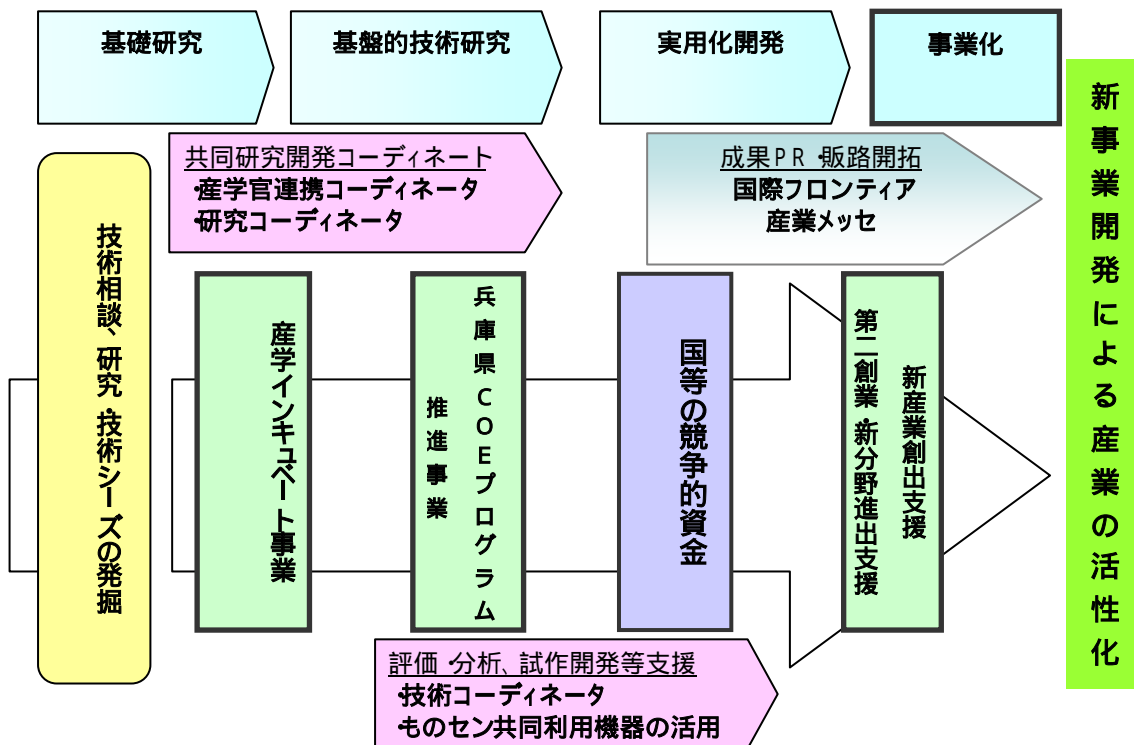 基礎研究
基盤的技術研究
実用化開発
事業化
共同研究開発コーディネート
・産学官連携コーディネータ
・研究コーディネータ
成果PR・販路開拓
国際フロンティア
産業メッセ
技術相談、研究・技術シーズの発掘
産学インキュベート事業
兵庫県COEプログラム
推進事業
国等の競争的資金
新産業創出支援
第二創業・新分野進出支援
評価・分析、試作開発等支援
・技術コーディネータ
・ものセン共同利用機器の活用
新事業開発による産業の活性化